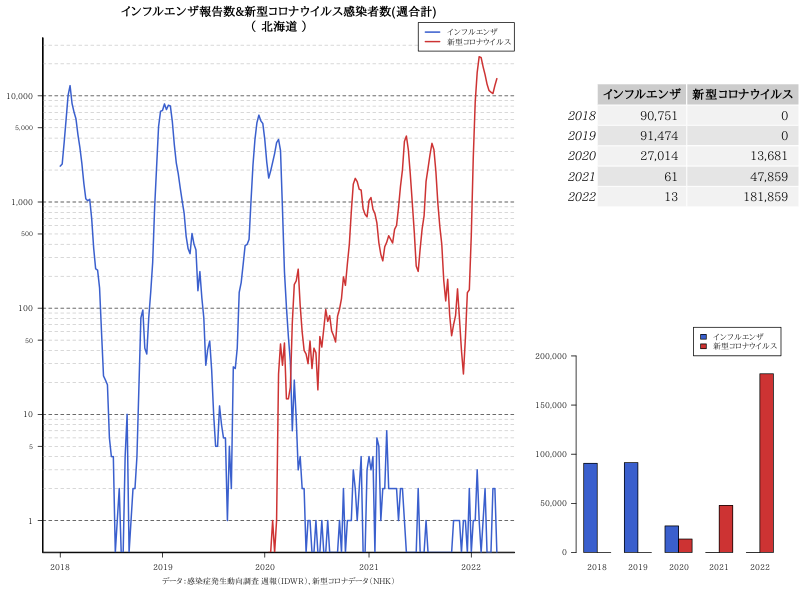 インフルエンザ報告数&新型コロナウイルス感染者数(週合計)
( 北海道 )
インフルエンザ
新型コロナウイルス
10,000
5,000
1,000
500
100
50
10
5
1
2018 2019 2020 2021 2022
データ：感染症発生動向調査 週報(IDWR)、新型コロナデータ(NHK)
インフルエンザ 新型コロナウイルス
2018 90,751 0
2019 91,474 0
2020 27,014 13,681
2021 61 47,859
2022 13 181,859
インフルエンザ
新型コロナウイルス
200,000
150,000
100,000
50,000
0
2018 2019 2020 2021 2022